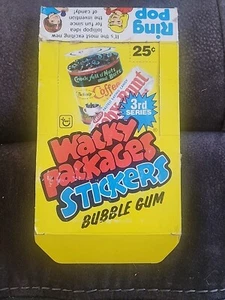 Ring
Pop
It's the most exciting new
lollipop idea
for fun since
the invention
of candy
25¢
3rd
SERIES
Wacky
Packages
STICKERS
BUBBLE GUM